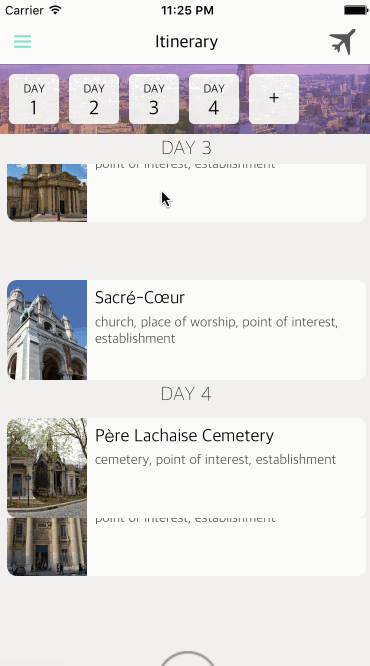 Carrier 11:25 PM
Itinerary
DAY DAY DAY DAY
1 2 3 4 +
DAY 3
point of interest, establishment
Sacré-Cœur
church, place of worship, point of interest,
establishment
DAY 4
Père Lachaise Cemetery
cemetery, point of interest, establishment
point of interest, establishment